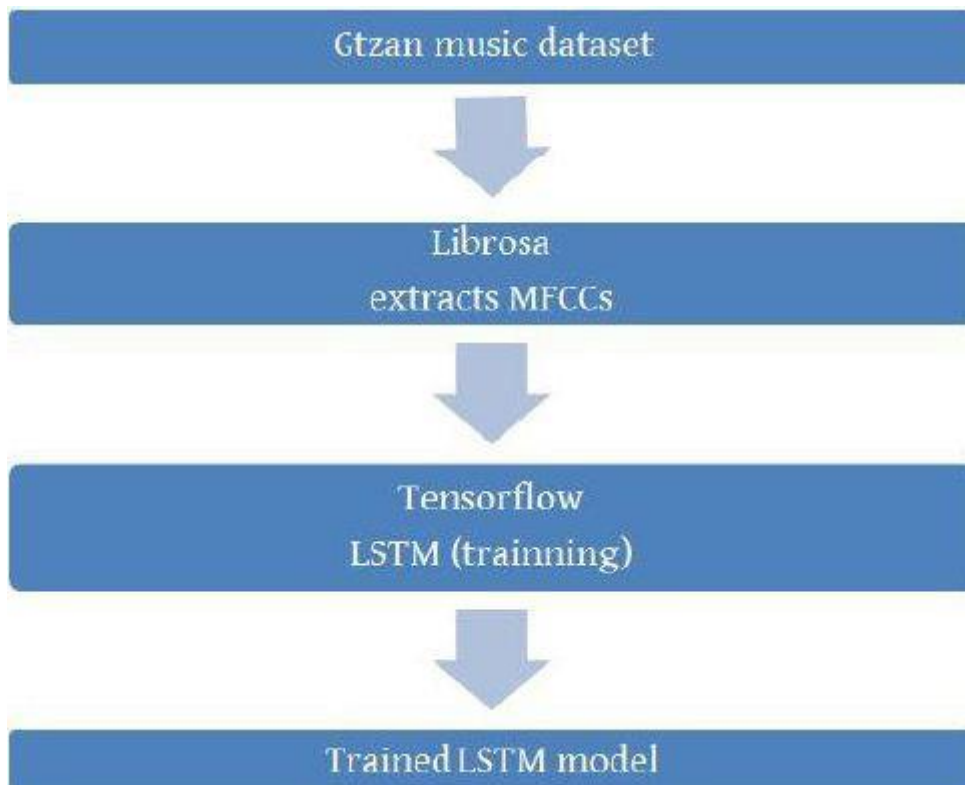 Gtzan music dataset
Librosa
extracts MFCCs
Tensorflow
LSTM (trainning)
Trained LSTM model